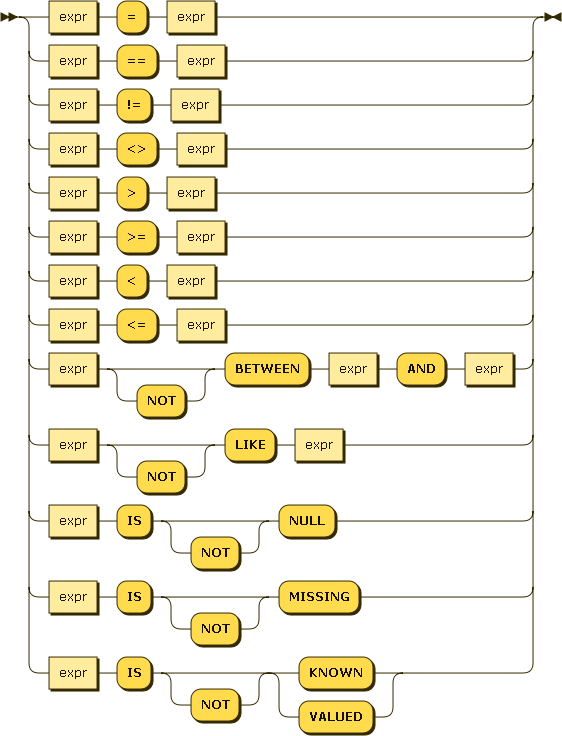 expr = expr
expr == expr
expr != expr
expr <> expr
expr > expr
expr >= expr
expr < expr
expr <= expr
expr BETWEEN expr AND expr
NOT
expr LIKE expr
NOT
expr IS NULL
NOT
expr IS MISSING
NOT
expr IS KNOWN
NOT VALUED